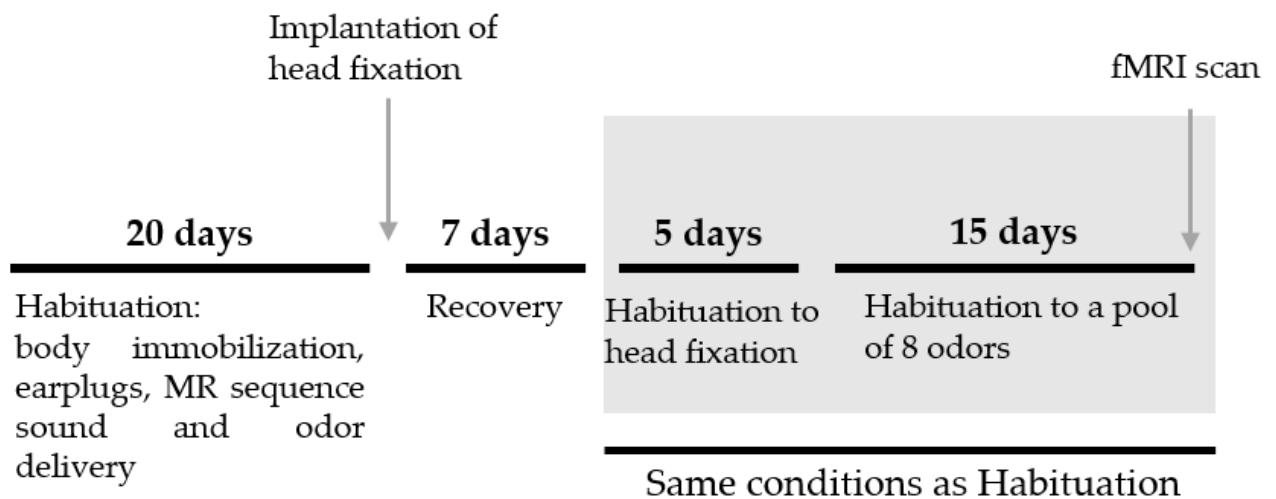 Implantation of
head fixation
fMRI scan
20 days
7 days
5 days
15 days
Habituation:
body immobilization,
earplugs, MR sequence
sound and odor
delivery
Recovery
Habituation to
head fixation
Habituation to a pool
of 8 odors
Same conditions as Habituation